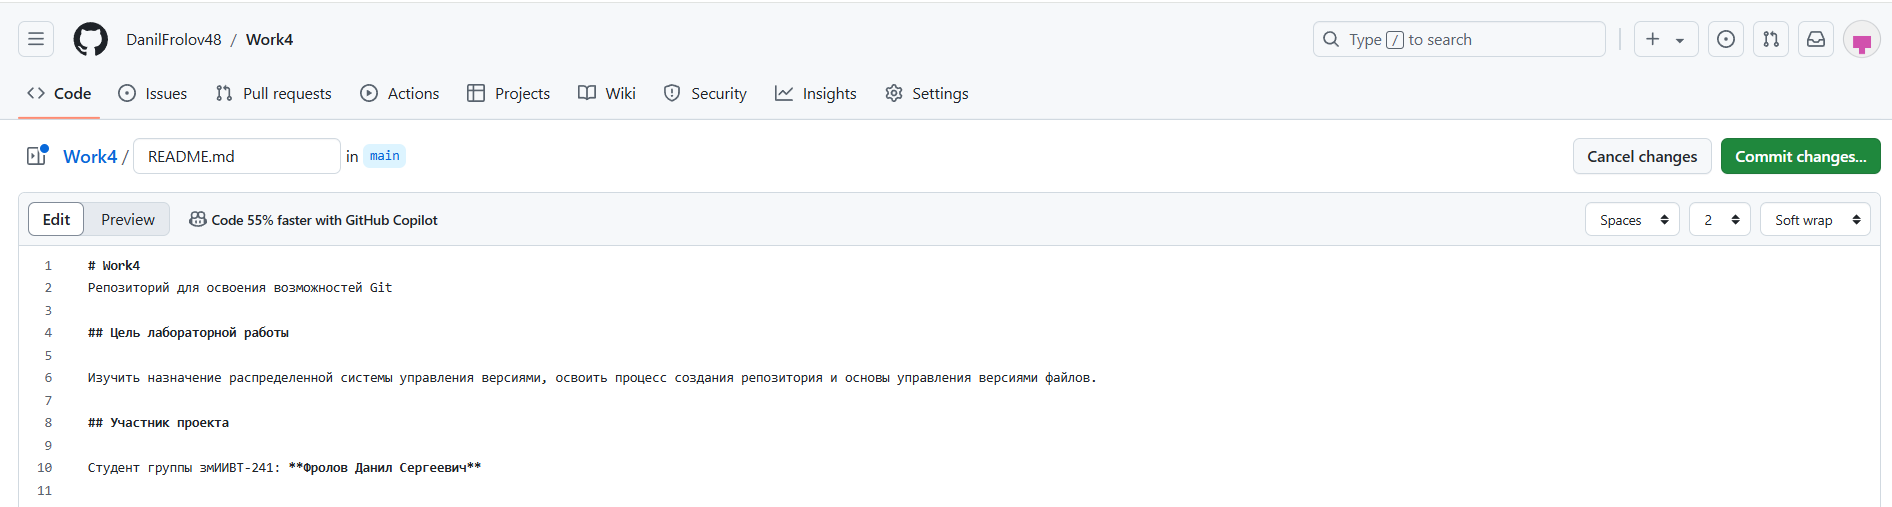 DanilFrolov48 / Work4
Type / to search
Code Issues Pull requests Actions Projects Wiki Security Insights Settings
Work4 / README.md in main
Cancel changes Commit changes...
Edit Preview Code 55% faster with GitHub Copilot
Spaces 2 Soft wrap
1 # Work4
2 Репозиторий для освоения возможностей Git
3
4 ## Цель лабораторной работы
5
6 Изучить назначение распределенной системы управления версиями, освоить процесс создания репозитория и основы управления версиями файлов.
7
8 ## Участник проекта
9
10 Студент группы змИИВТ-241: **Фролов Данил Сергеевич**
11